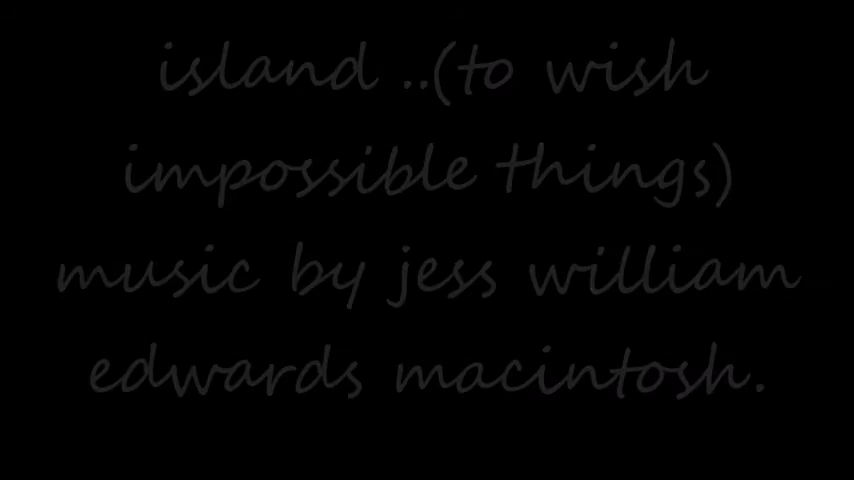 island ..(to wish
impossible things)
music by jess william
edwards macintosh.